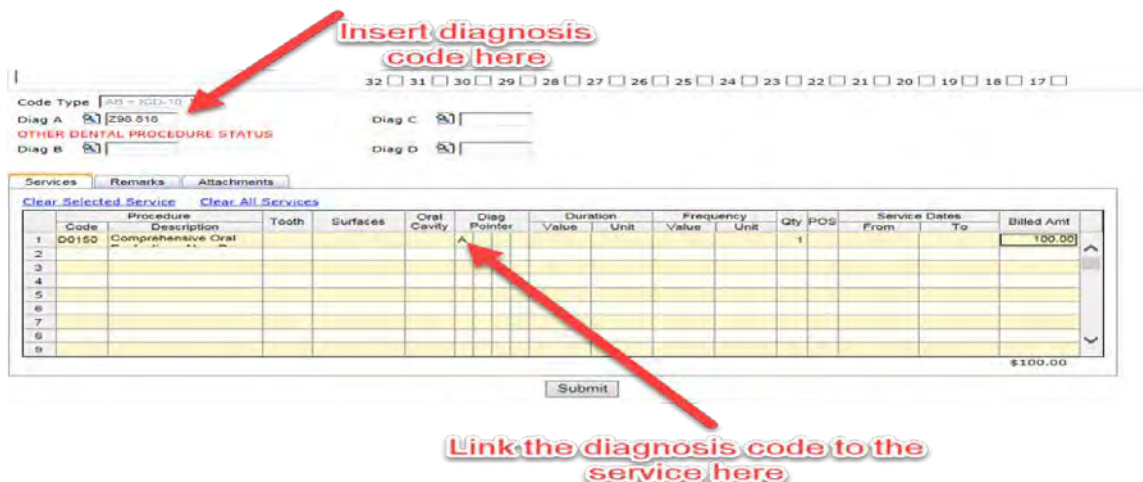 Insert diagnosis
code here
32 31 30 29 28 27 26 25 24 23 22 21 20 19 18 17
Code Type AB = ICD-10
Diag A Z98.818 Diag C
OTHER DENTAL PROCEDURE STATUS
Diag B Diag D
Services Remarks Attachments
Clear Selected Service Clear All Services
Procedure Tooth Surfaces Oral Cavity Diag Pointer Duration Frequency Qty POS Service Dates Billed Amt
Code Description Value Unit Value Unit From To
1 D0150 Comprehensive Oral A 1 100.00
2
3
4
5
6
7
8
9
$100.00
Submit
Link the diagnosis code to the
service here